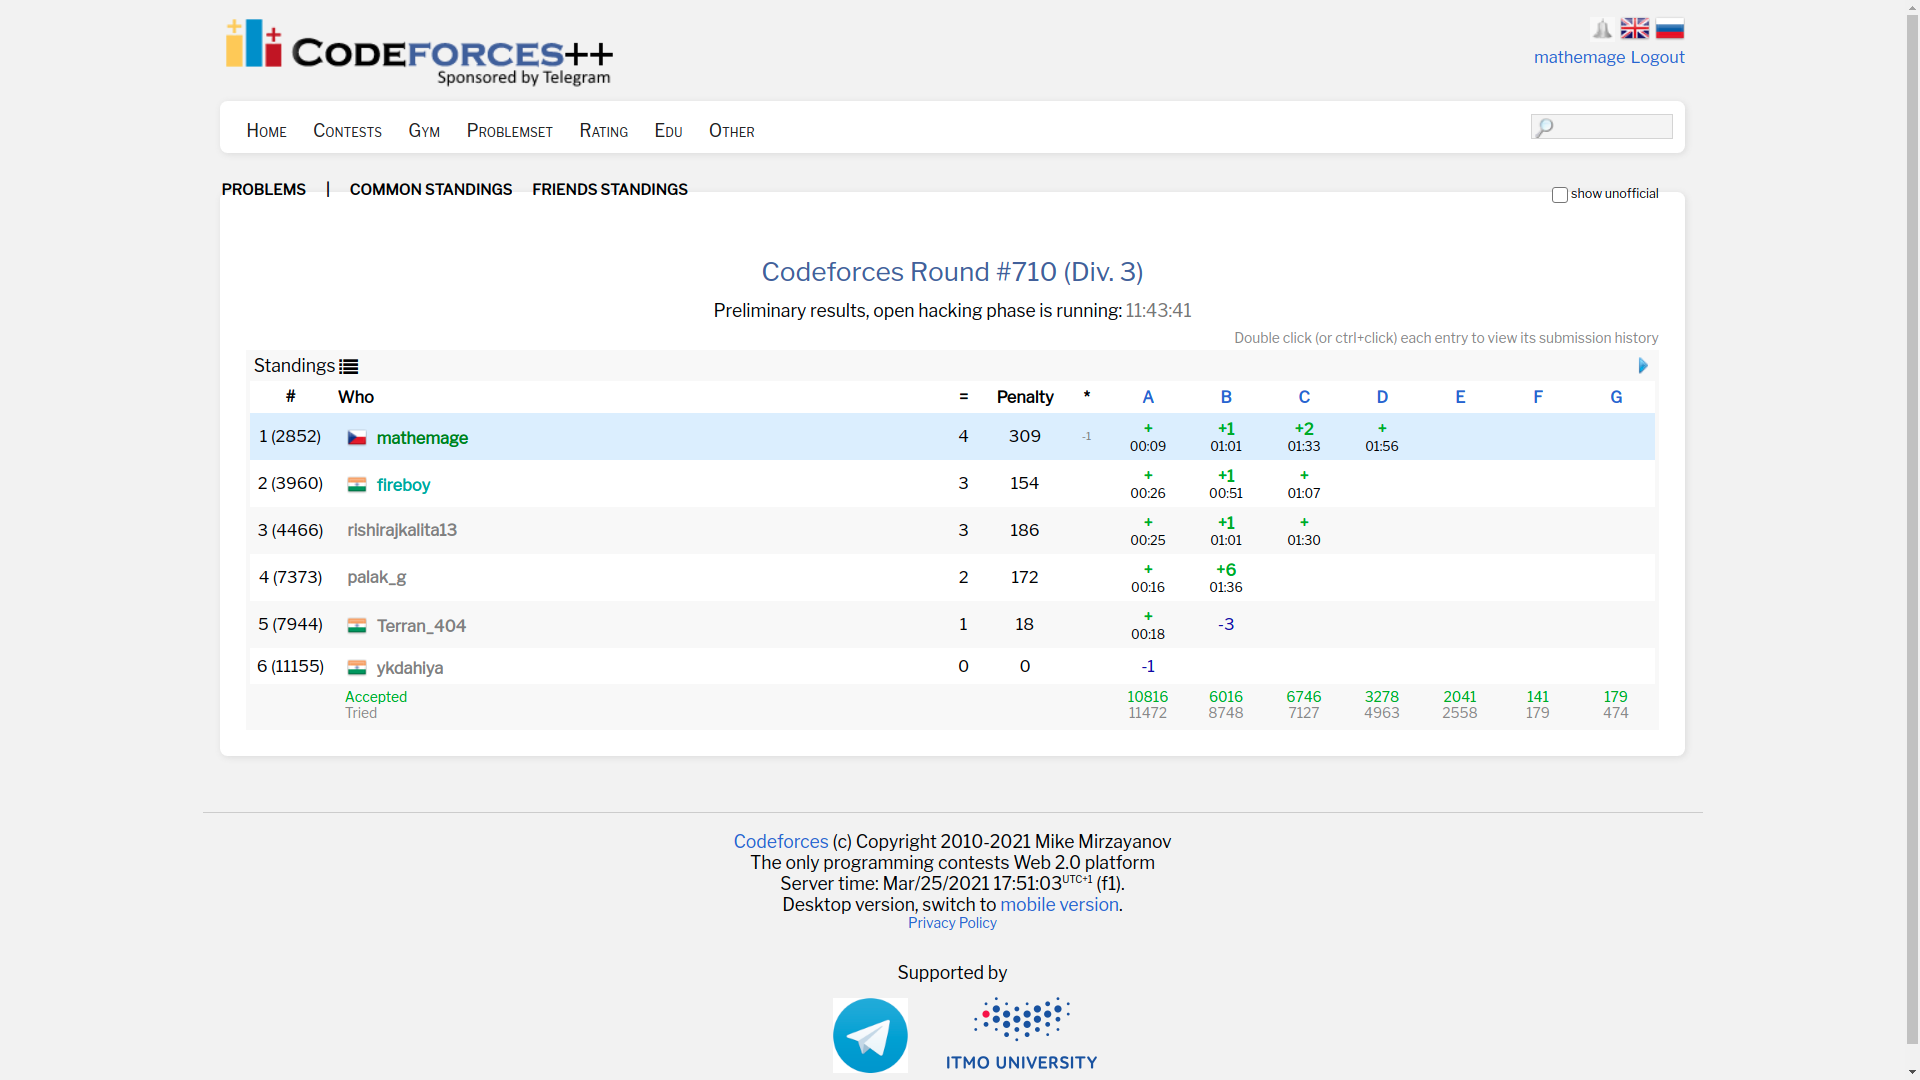 CODEFORCES++
Sponsored by Telegram
mathemage Logout
HOME CONTESTS GYM PROBLEMSET RATING EDU OTHER
PROBLEMS | COMMON STANDINGS FRIENDS STANDINGS
show unofficial
Codeforces Round #710 (Div. 3)
Preliminary results, open hacking phase is running: 11:43:41
Double click (or ctrl+click) each entry to view its submission history
Standings
# Who = Penalty * A B C D E F G
1 (2852) mathemage 4 309 -1 + +1 +2 +
00:09 01:01 01:33 01:56
2 (3960) fireboy 3 154 + +1 +
00:26 00:51 01:07
3 (4466) rishirajkalita13 3 186 + +1 +
00:25 01:01 01:30
4 (7373) palak_g 2 172 + +6
00:16 01:36
5 (7944) Terran_404 1 18 + -3
00:18
6 (11155) ykdahiya 0 0 -1
Accepted 10816 6016 6746 3278 2041 141 179
Tried 11472 8748 7127 4963 2558 179 474
Codeforces (c) Copyright 2010-2021 Mike Mirzayanov
The only programming contests Web 2.0 platform
Server time: Mar/25/2021 17:51:03UTC+1 (f1).
Desktop version, switch to mobile version.
Privacy Policy
Supported by
ITMO UNIVERSITY